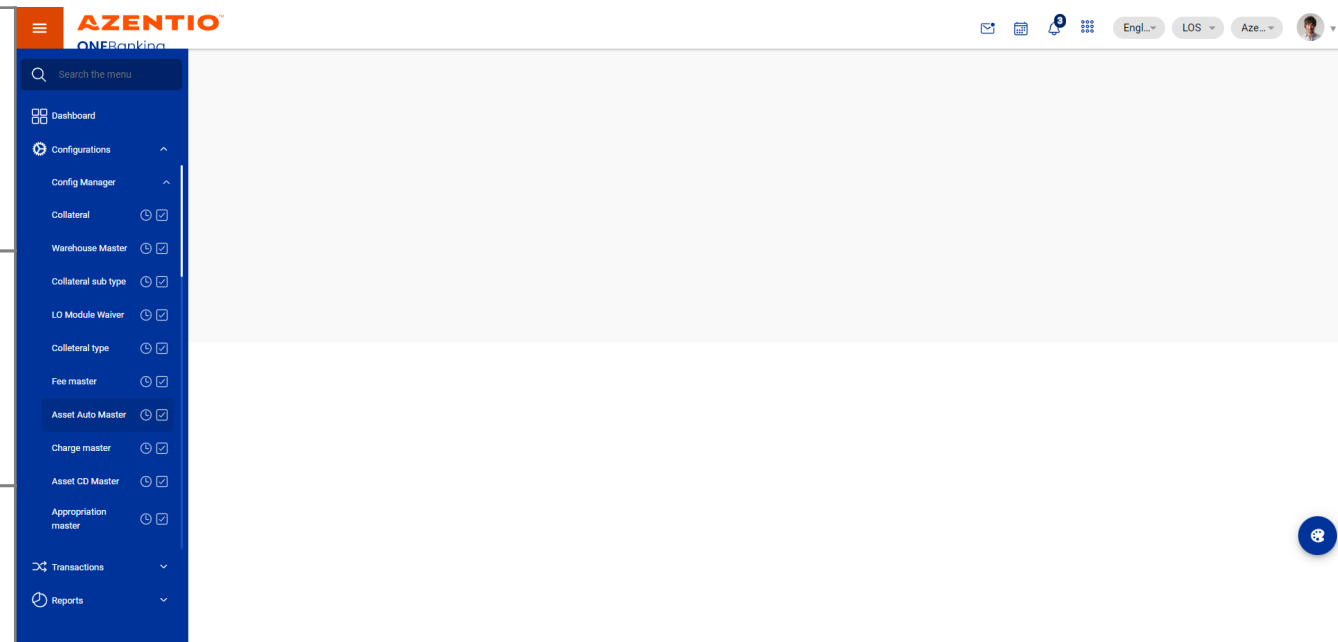 AZENTIO™
ONEBanking
3
Engl...
LOS
Aze...
Search the menu
Dashboard
Configurations
Config Manager
Collateral
Warehouse Master
Collateral sub type
LO Module Waiver
Colleteral type
Fee master
Asset Auto Master
Charge master
Asset CD Master
Appropriation
master
Transactions
Reports